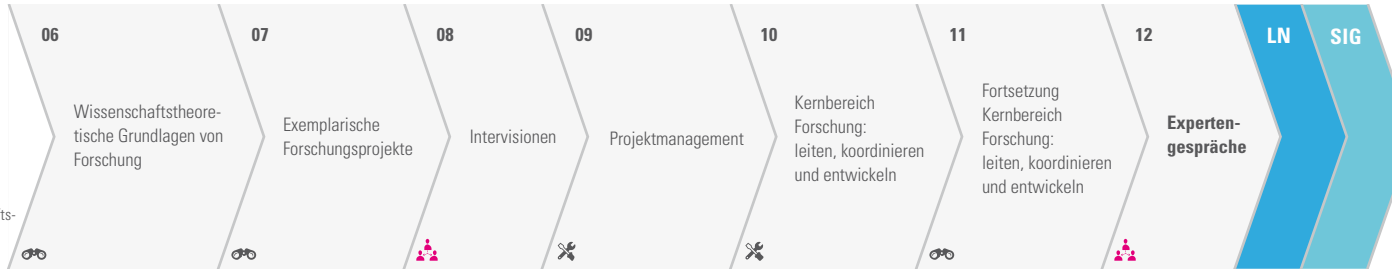 06
07
08
09
10
11
12
LN
SIG
Wissenschaftstheore-
tische Grundlagen von
Forschung
Exemplarische
Forschungsprojekte
Intervisionen
Projektmanagement
Kernbereich
Forschung:
leiten, koordinieren
und entwickeln
Fortsetzung
Kernbereich
Forschung:
leiten, koordinieren
und entwickeln
Experten-
gespräche
ts-